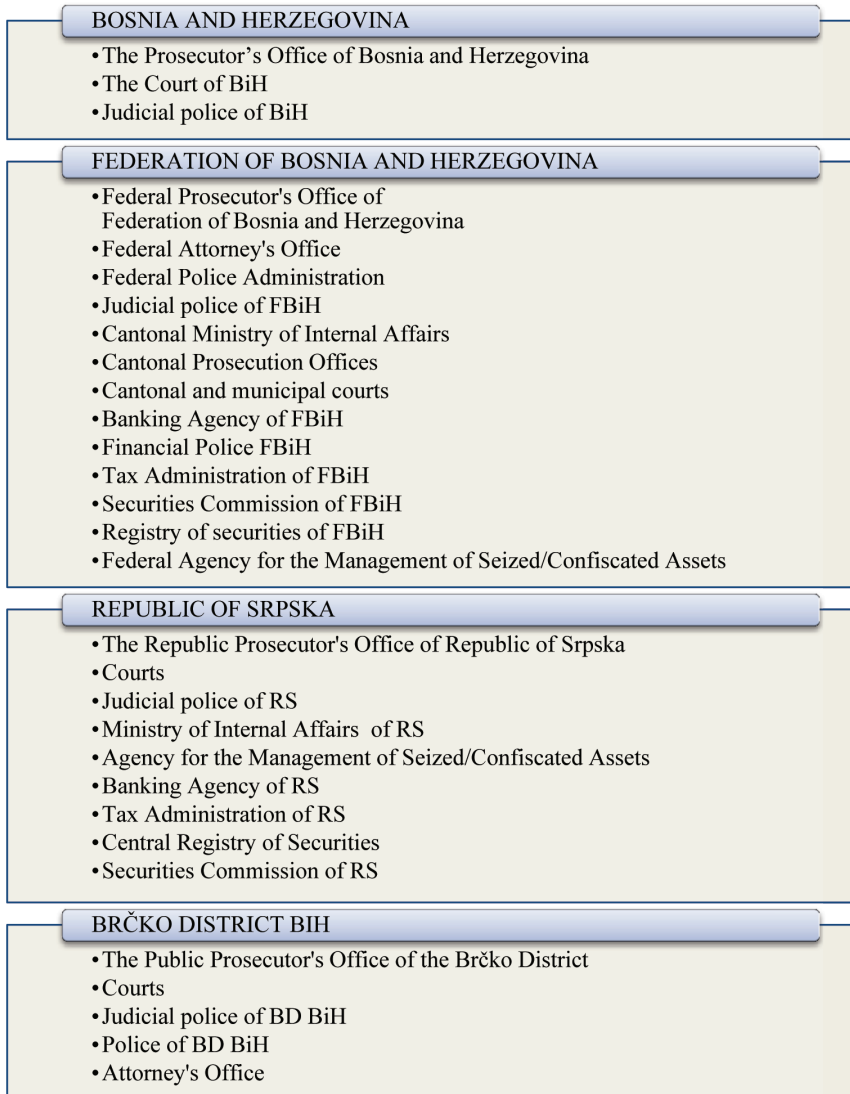 BOSNIA AND HERZEGOVINA
•The Prosecutor’s Office of Bosnia and Herzegovina
•The Court of BiH
•Judicial police of BiH
FEDERATION OF BOSNIA AND HERZEGOVINA
•Federal Prosecutor's Office of
Federation of Bosnia and Herzegovina
•Federal Attorney's Office
•Federal Police Administration
•Judicial police of FBiH
•Cantonal Ministry of Internal Affairs
•Cantonal Prosecution Offices
•Cantonal and municipal courts
•Banking Agency of FBiH
•Financial Police FBiH
•Tax Administration of FBiH
•Securities Commission of FBiH
•Registry of securities of FBiH
•Federal Agency for the Management of Seized/Confiscated Assets
REPUBLIC OF SRPSKA
•The Republic Prosecutor's Office of Republic of Srpska
•Courts
•Judicial police of RS
•Ministry of Internal Affairs  of RS
•Agency for the Management of Seized/Confiscated Assets
•Banking Agency of RS
•Tax Administration of RS
•Central Registry of Securities
•Securities Commission of RS
BRČKO DISTRICT BIH
•The Public Prosecutor's Office of the Brčko District
•Courts
•Judicial police of BD BiH
•Police of BD BiH
•Attorney's Office